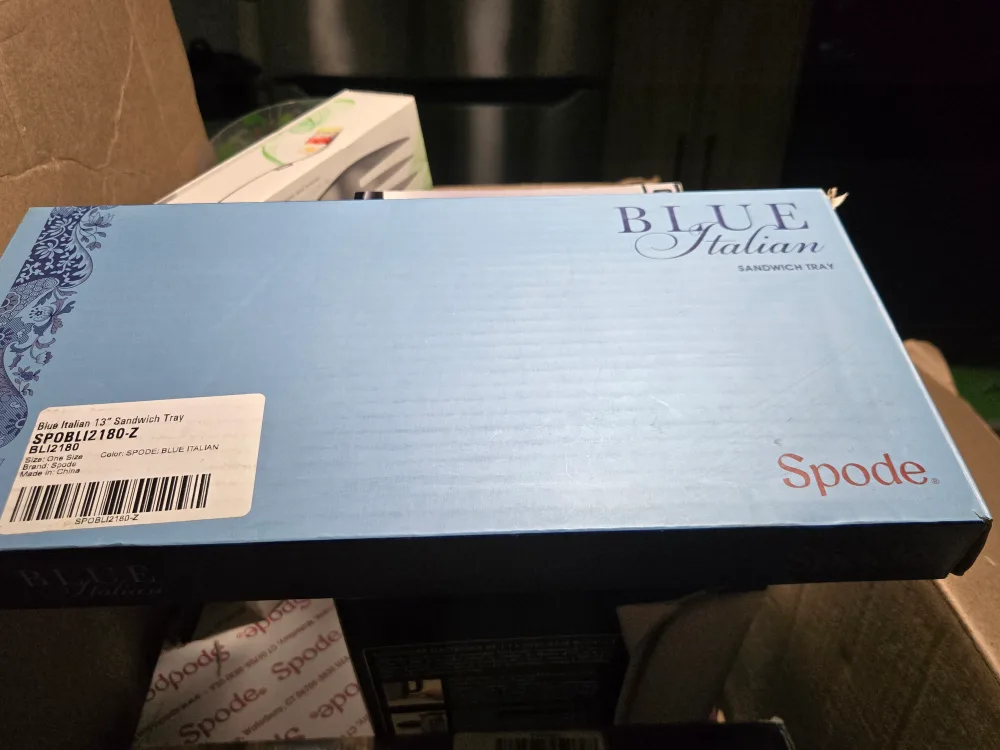 BLUE
Italian
SANDWICH TRAY
Blue Italian 13" Sandwich Tray
SPOBLI2180-Z
BLI2180
Size: One Size Color: SPODE: BLUE ITALIAN
Brand: Spode
Made in: China
SPOBLI2180-Z
Spode®
BLUE
Italian
Spode
Spode®
Spode